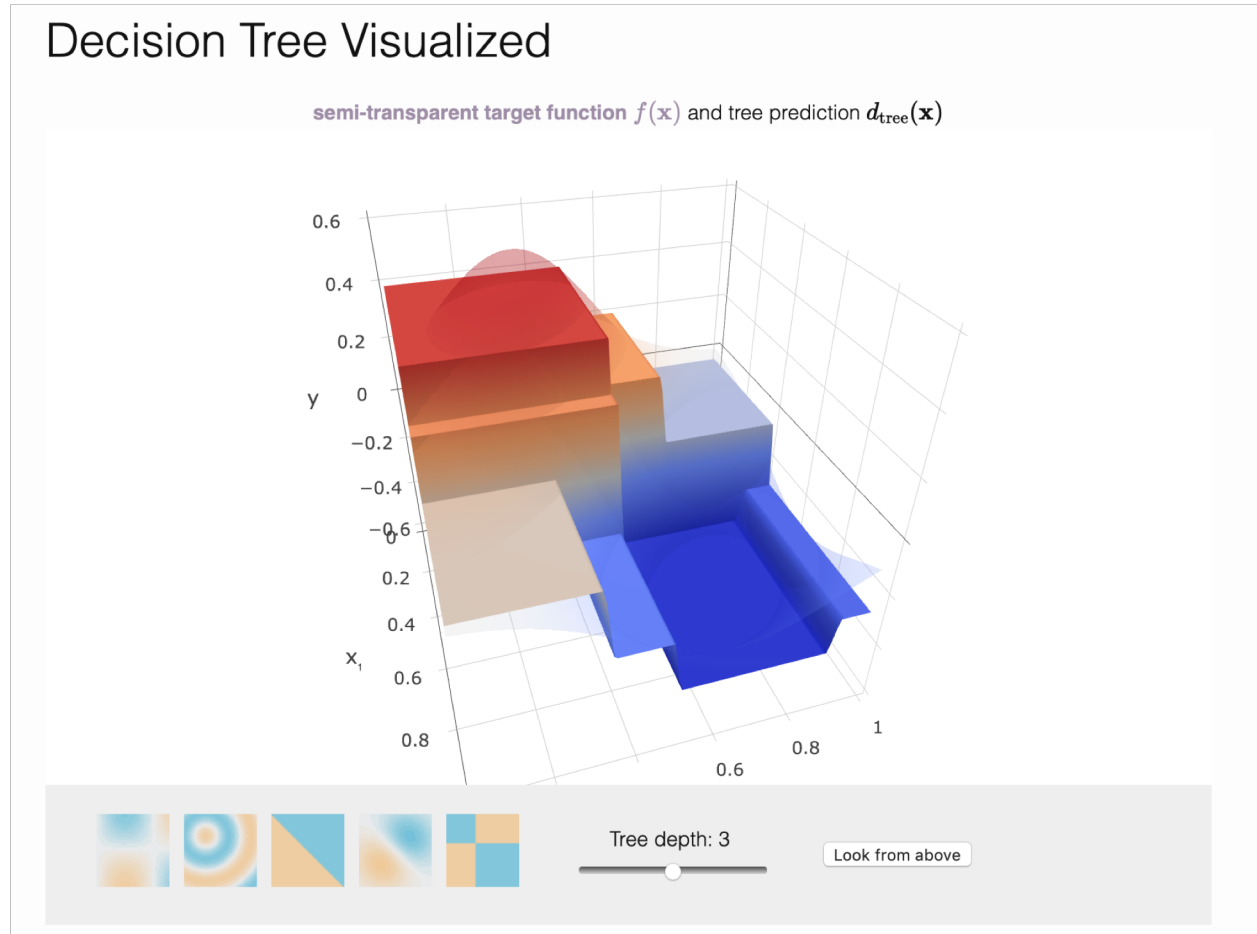 Decision Tree Visualized
semi-transparent target function f(x) and tree prediction d_tree(x)
0.6
0.4
0.2
y
0
−0.2
−0.4
−0.6
0
0.2
0.4
x₁
0.6
0.8
1
0.8
0.6
Tree depth: 3
Look from above